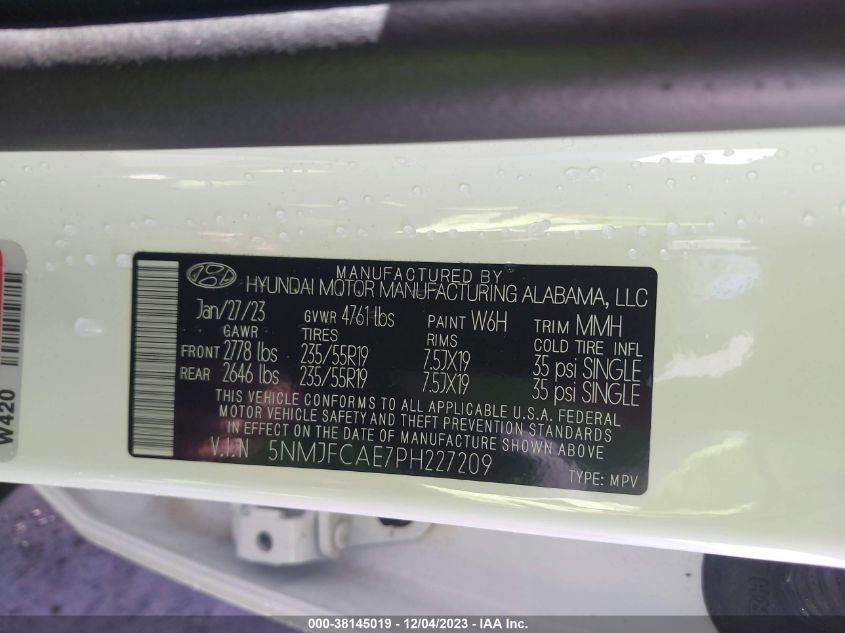 MANUFACTURED BY
HYUNDAI MOTOR MANUFACTURING ALABAMA, LLC
Jan/27/23 GVWR 4761 lbs PAINT W6H TRIM MMH
GAWR TIRES RIMS COLD TIRE INFL
FRONT 2778 lbs 235/55R19 7.5JX19 35 psi SINGLE
REAR 2646 lbs 235/55R19 7.5JX19 35 psi SINGLE
THIS VEHICLE CONFORMS TO ALL APPLICABLE U.S.A. FEDERAL
MOTOR VEHICLE SAFETY AND THEFT PREVENTION STANDARDS
IN EFFECT ON THE DATE OF MANUFACTURE SHOWN ABOVE
V.I.N 5NMJFCAE7PH227209
TYPE: MPV
W420
000-38145019 - 12/04/2023 - IAA Inc.